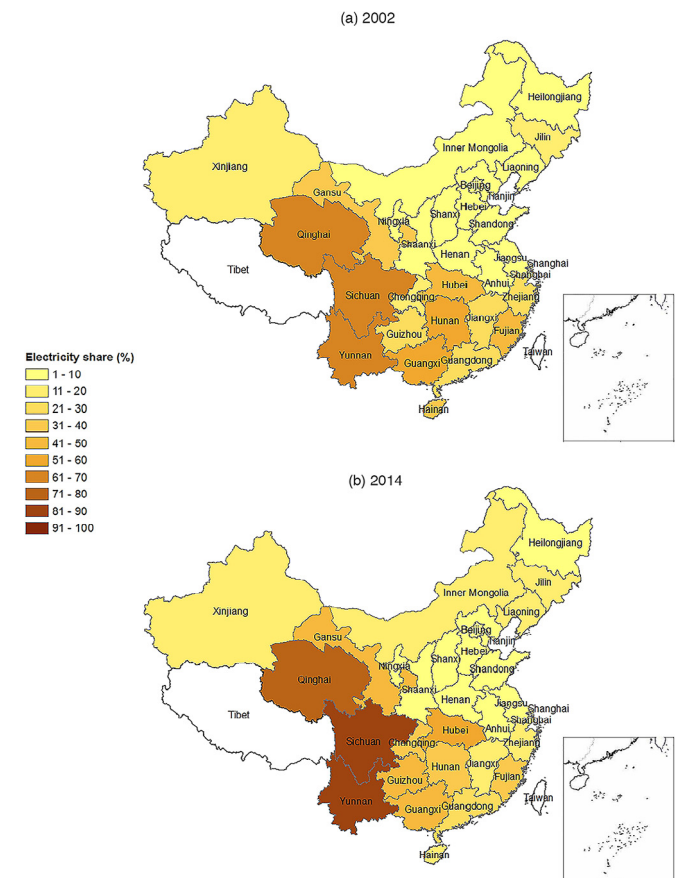 (a) 2002
Heilongjiang
Jilin
Inner Mongolia
Liaoning
Xinjiang
Beijing
Tianjin
Gansu
Hebei
Ningxia
Shanxi
Shandong
Qinghai
Shaanxi
Henan
Jiangsu
Shanghai
Shanghai
Tibet
Sichuan
Chongqing
Hubei
Anhui
Zhejiang
Hunan
Jiangxi
Guizhou
Fujian
Yunnan
Guangxi
Guangdong
Taiwan
Hainan
Electricity share (%)
1 - 10
11 - 20
21 - 30
31 - 40
41 - 50
51 - 60
61 - 70
71 - 80
81 - 90
91 - 100
(b) 2014
Heilongjiang
Jilin
Inner Mongolia
Liaoning
Xinjiang
Beijing
Tianjin
Gansu
Hebei
Ningxia
Shanxi
Shandong
Qinghai
Shaanxi
Henan
Jiangsu
Shanghai
Shanghai
Tibet
Sichuan
Chongqing
Hubei
Anhui
Zhejiang
Hunan
Jiangxi
Guizhou
Fujian
Yunnan
Guangxi
Guangdong
Taiwan
Hainan